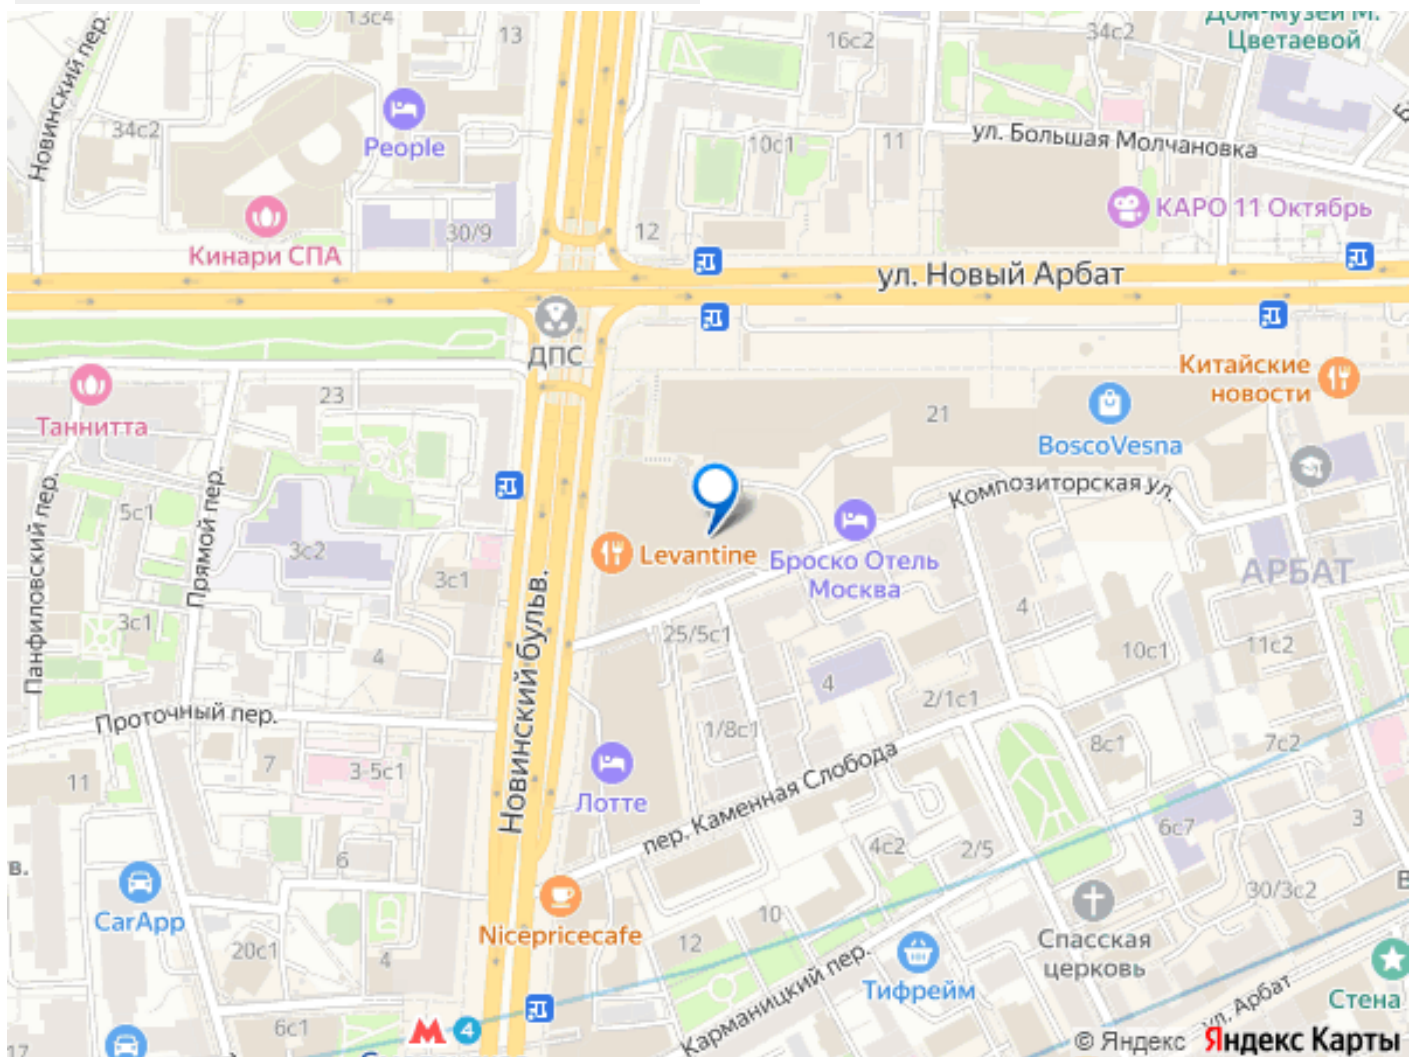 13с4
13
Новинский пер.
16с2
34с2
Дом-музей М.
Цветаевой
34с2
People
10с1
11
ул. Большая Молчановка
КАРО 11 Октябрь
Кинари СПА
30/9
12
ул. Новый Арбат
ДПС
Китайские
новости
Таннитта
23
21
BoscoVesna
Композиторская ул.
Панфиловский пер.
5с1
Прямой пер.
3с2
3с1
Levantine
Броско Отель
Москва
АРБАТ
4
3с1
4
Новинский бульв.
25/5с1
10с1
11с2
4
2/1с1
Проточный пер.
1/8с1
8с1
7с2
11
7
3-5с1
Лотте
пер. Каменная Слобода
6с7
3
4с2
2/5
в.
6
CarApp
30/3с2
В
Nicepricecafe
10
12
Спасская
церковь
20с1
4
Карманицкий пер.
Тифрейм
ул. Арбат
Стена
6с1
М
4
17
© Яндекс Яндекс Карты